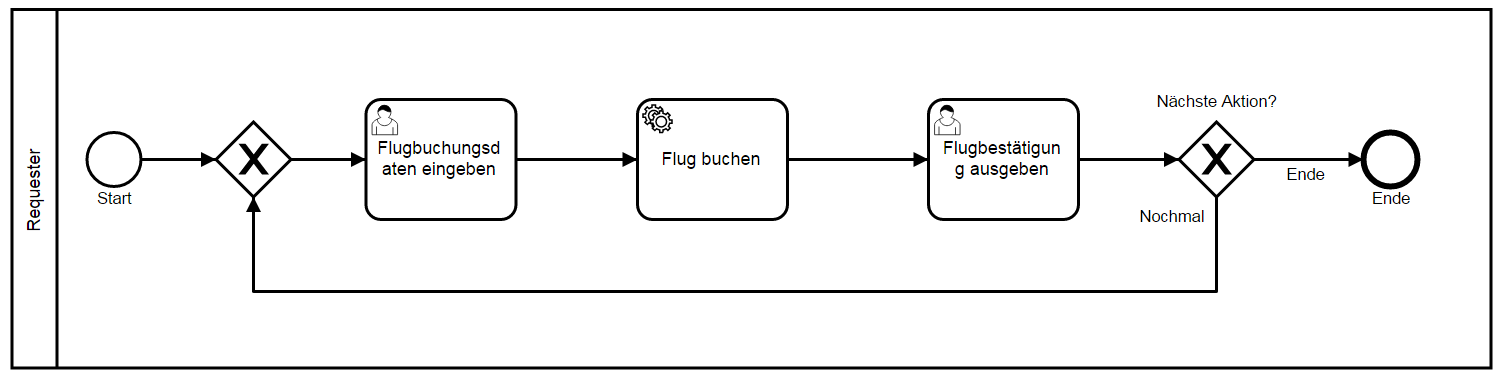 Requester
Start
Flugbuchungsd
aten eingeben
Flug buchen
Flugbestätigun
g ausgeben
Nächste Aktion?
Nochmal
Ende
Ende